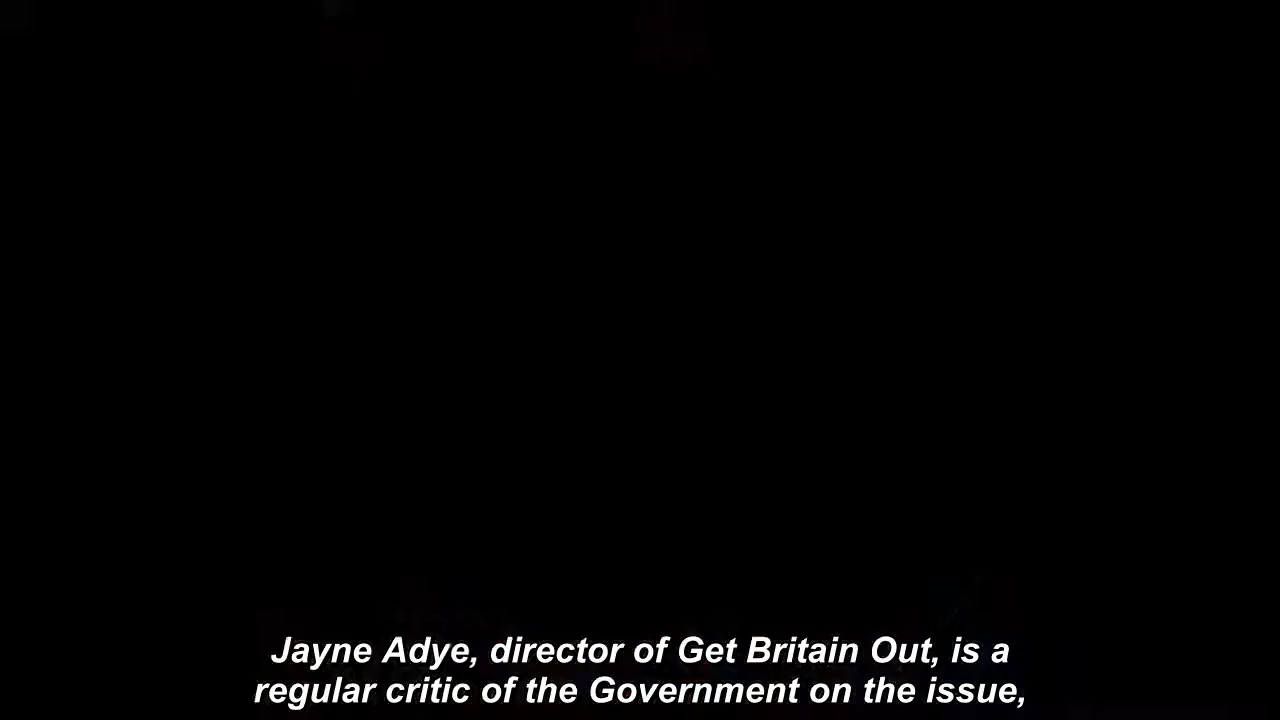 Jayne Adye, director of Get Britain Out, is a
regular critic of the Government on the issue,